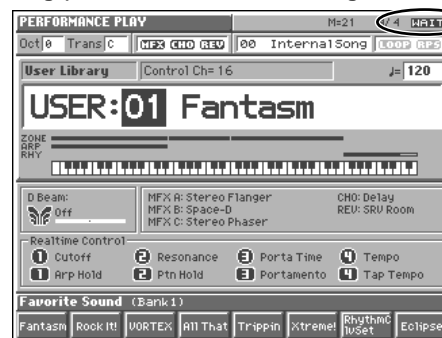 PERFORMANCE PLAY M=21 4/4 WAIT
Oct 0 Trans C MFX CHO REV 00 InternalSong LOOP RPS
User Library Control Ch= 16 ♩= 120
USER:01 Fantasm
ZONE
ARP
RHY
D Beam: MFX A: Stereo Flanger CHO: Delay
Off MFX B: Space-D REV: SRV Room
MFX C: Stereo Phaser
Realtime Control
1 Cutoff 2 Resonance 3 Porta Time 4 Tempo
1 Arp Hold 2 Ptn Hold 3 Portamento 4 Tap Tempo
Favorite Sound (Bank1)
Fantasm Rock It! VORTEX All That Trippin Xtreme! RhythmC 1vSet Eclipse